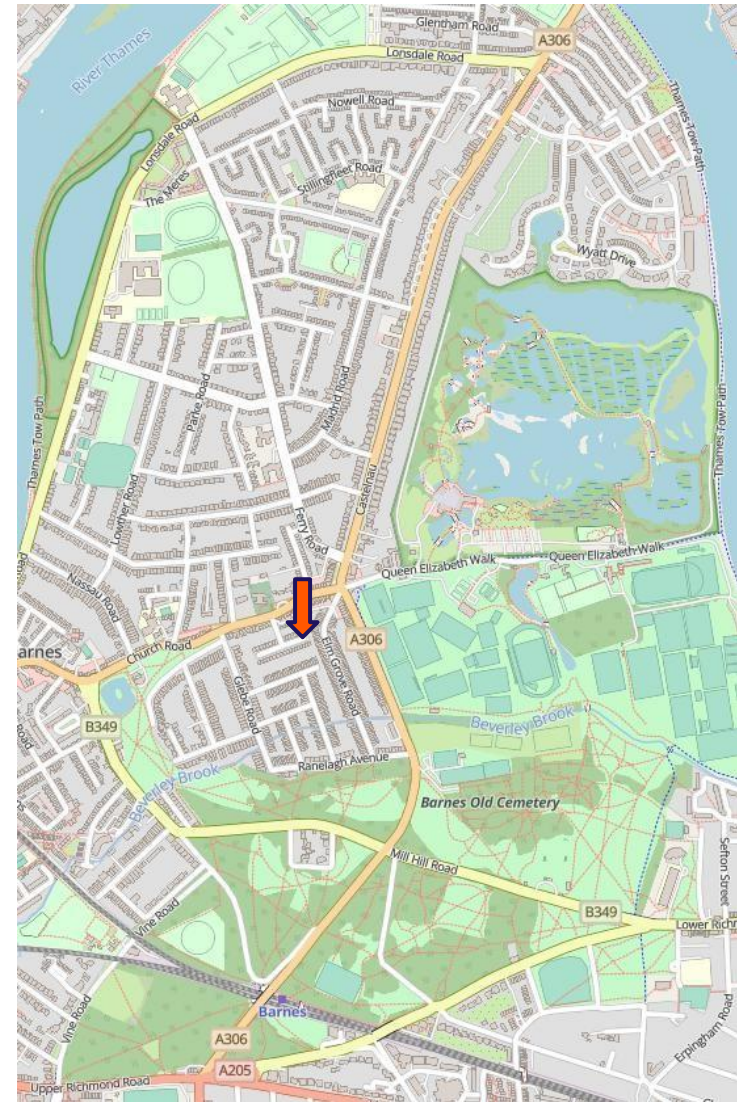 Glentham Road
A306
Lonsdale Road
River Thames
Nowell Road
Thames Tow Path
Lonsdale Road
Stillingfleet Road
The Meres
Wyatt Drive
Parke Road
Madrid Road
Thames Tow Path
Thames Tow Path
Castelnau
Lowther Road
Ferry Road
Queen Elizabeth Walk
Queen Elizabeth Walk
Nassau Road
oad
Church Road
A306
arnes
Elm Grove Road
Glebe Road
B349
Beverley Brook
Road
Ranelagh Avenue
Beverley Brook
Barnes Old Cemetery
Sefton Street
Mill Hill Road
B349
Lower Richm
Vine Road
Barnes
Vine Road
Erpingham Road
A306
A205
Upper Richmond Road